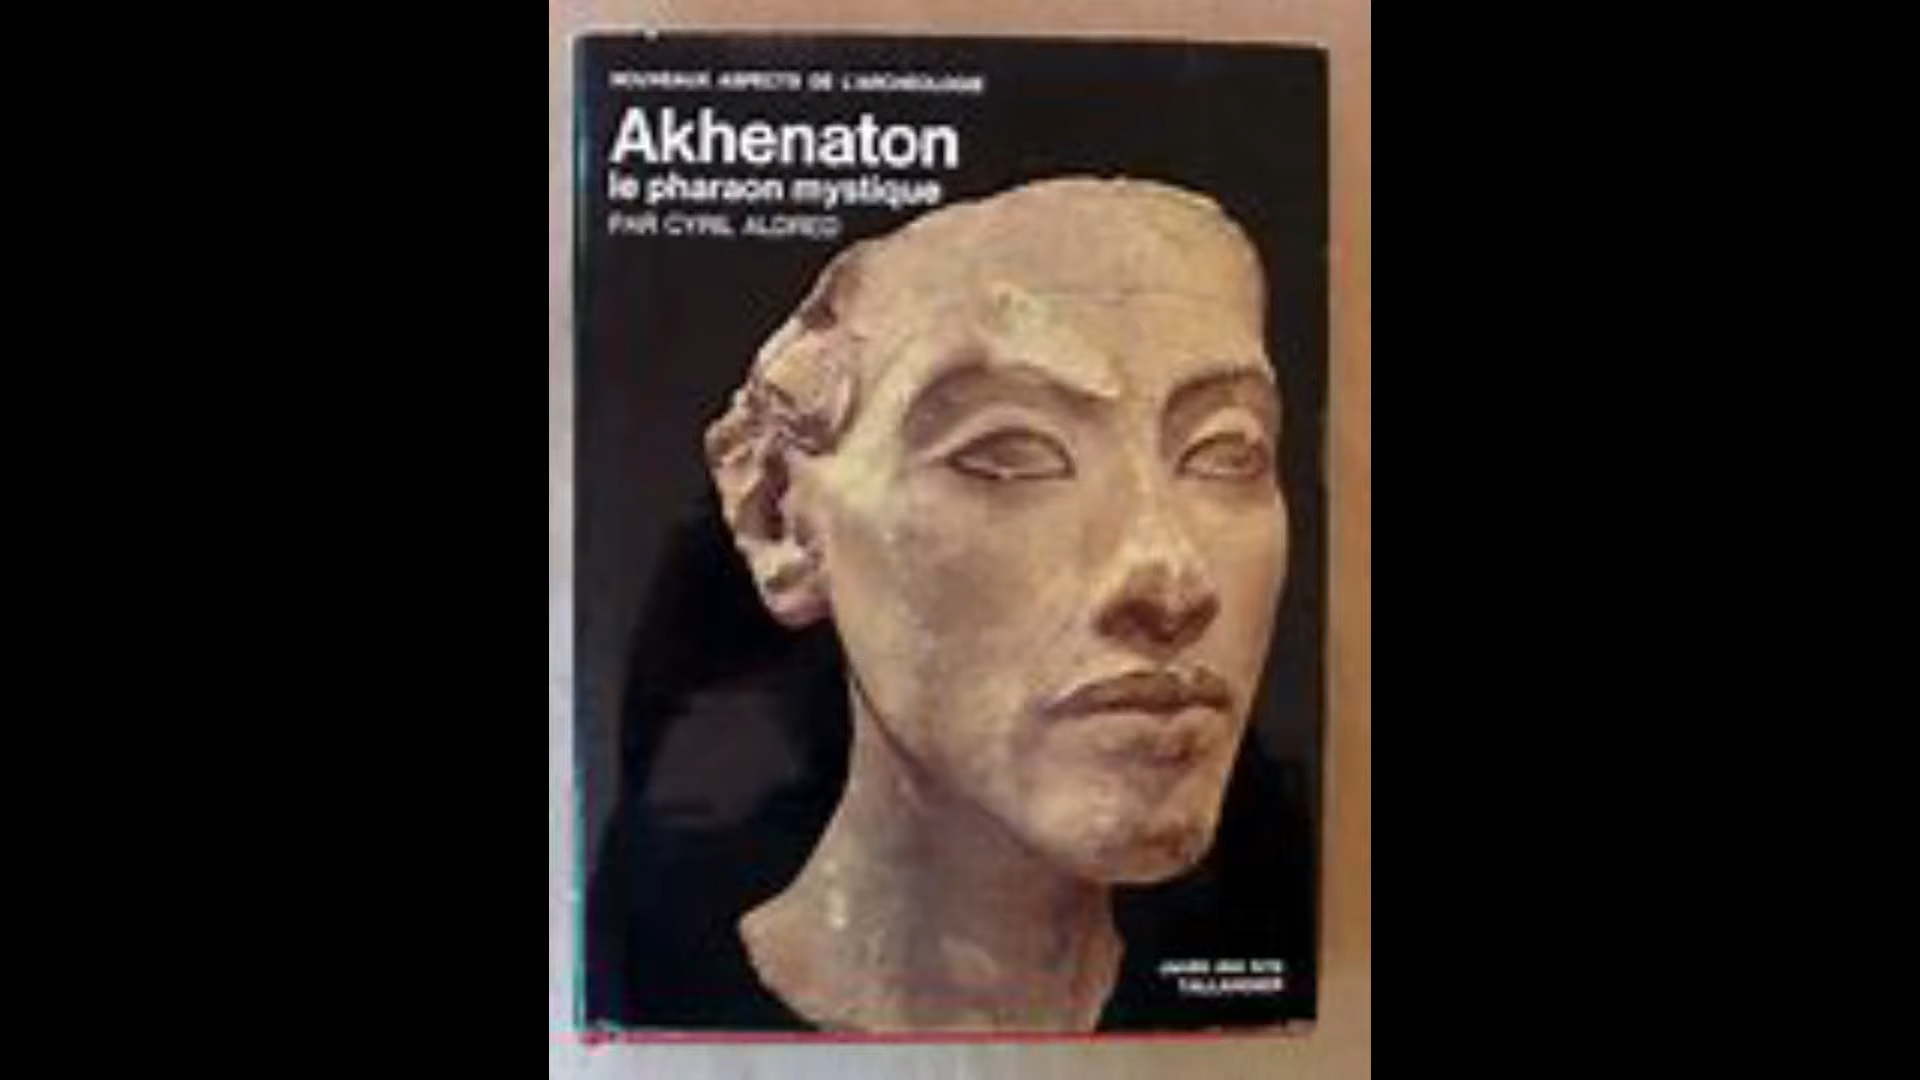 NOUVEAUX ASPECTS DE L'ARCHÉOLOGIE
Akhenaton
le pharaon mystique
PAR CYRIL ALDRED
TALLANDIER